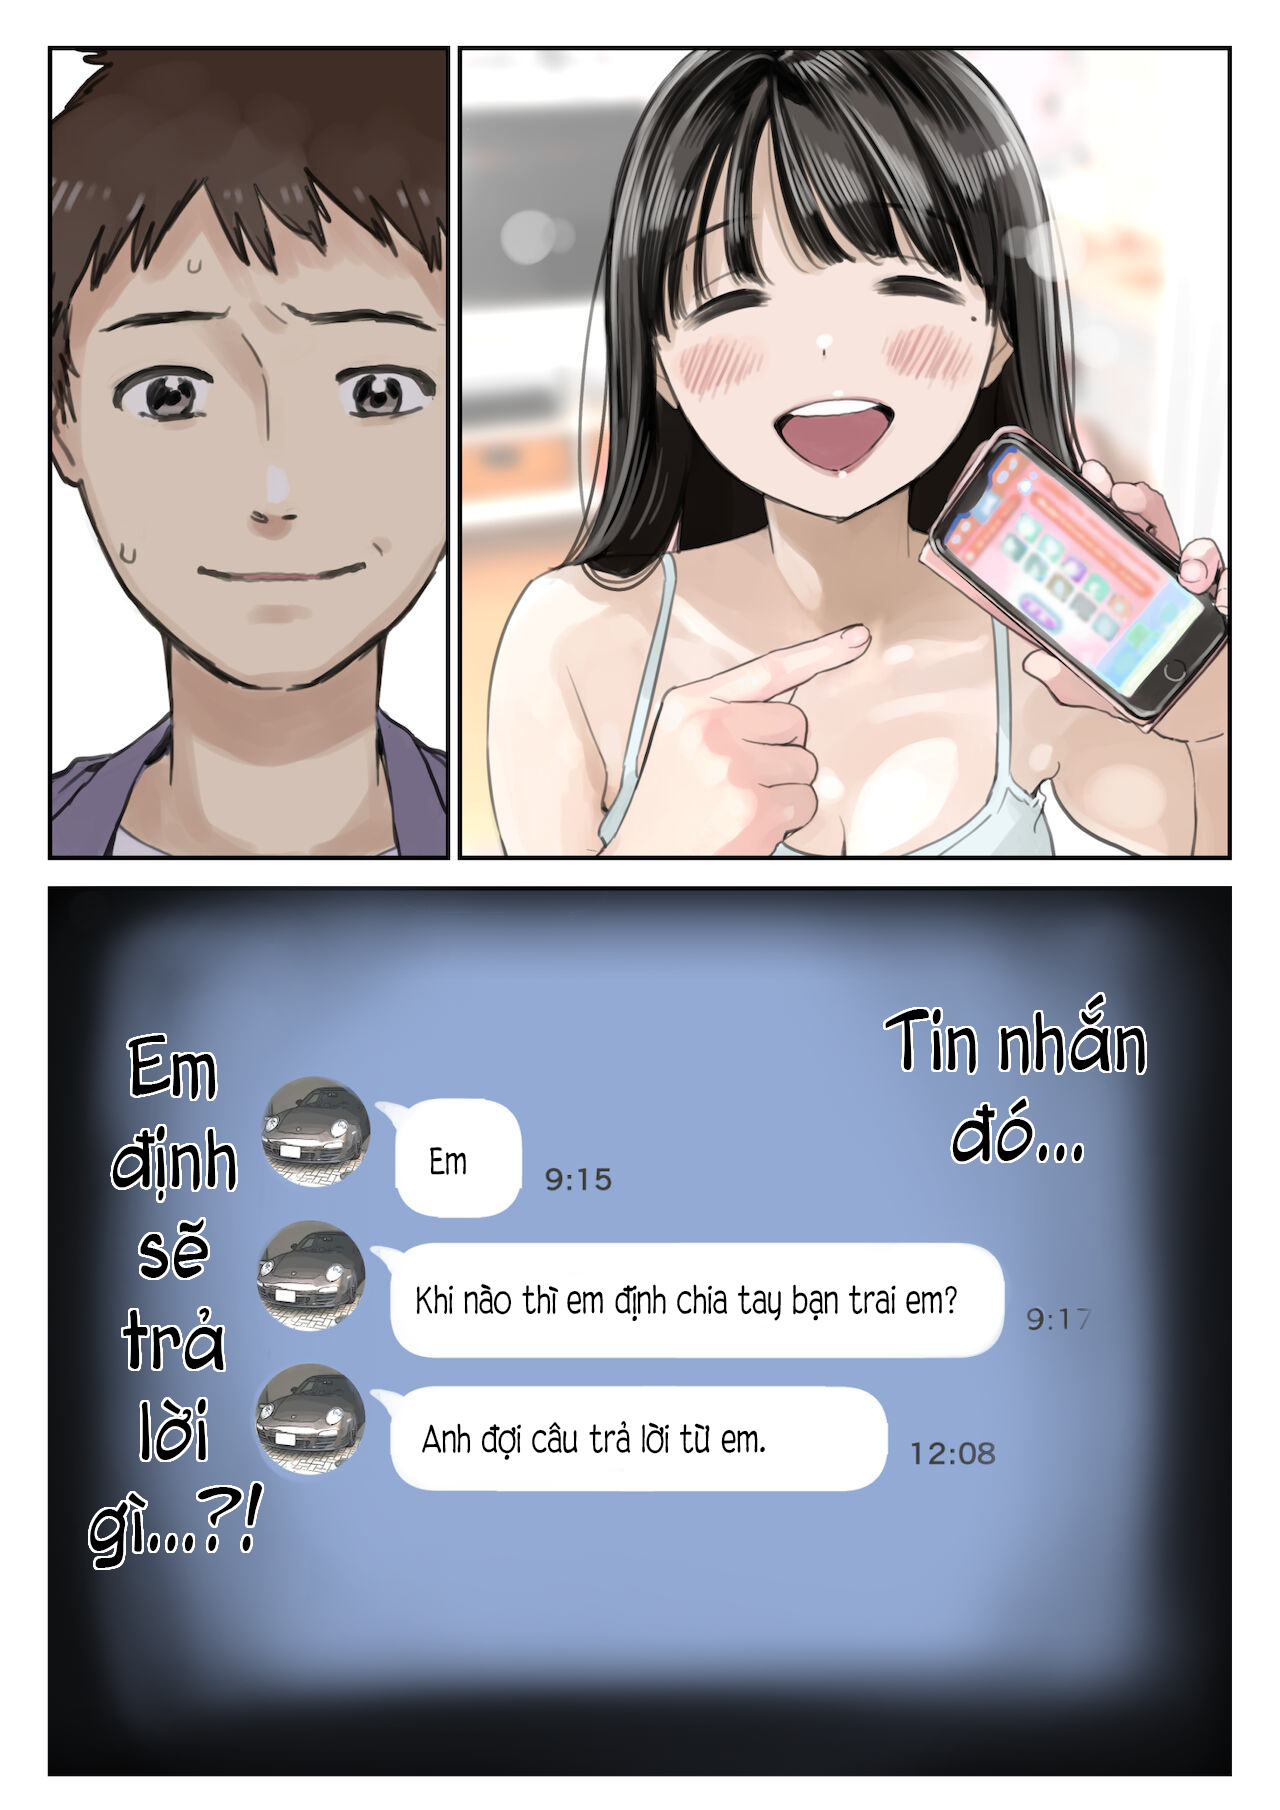 Tin nhắn
đó...
Em
9:15
Khi nào thì em định chia tay bạn trai em?
9:17
Anh đợi câu trả lời từ em.
12:08
Em
định
sẽ
trả
lời
gì...?!